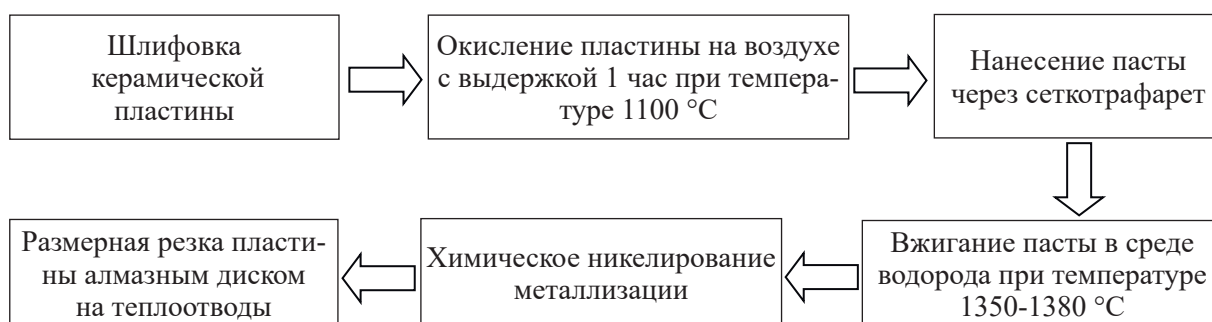 Шлифовка
керамической
пластины
Окисление пластины на воздухе
с выдержкой 1 час при темпера-
туре 1100 °C
Нанесение пасты
через сеткотрафарет
Вжигание пасты в среде
водорода при температуре
1350-1380 °C
Химическое никелирование
металлизации
Размерная резка пласти-
ны алмазным диском
на теплоотводы